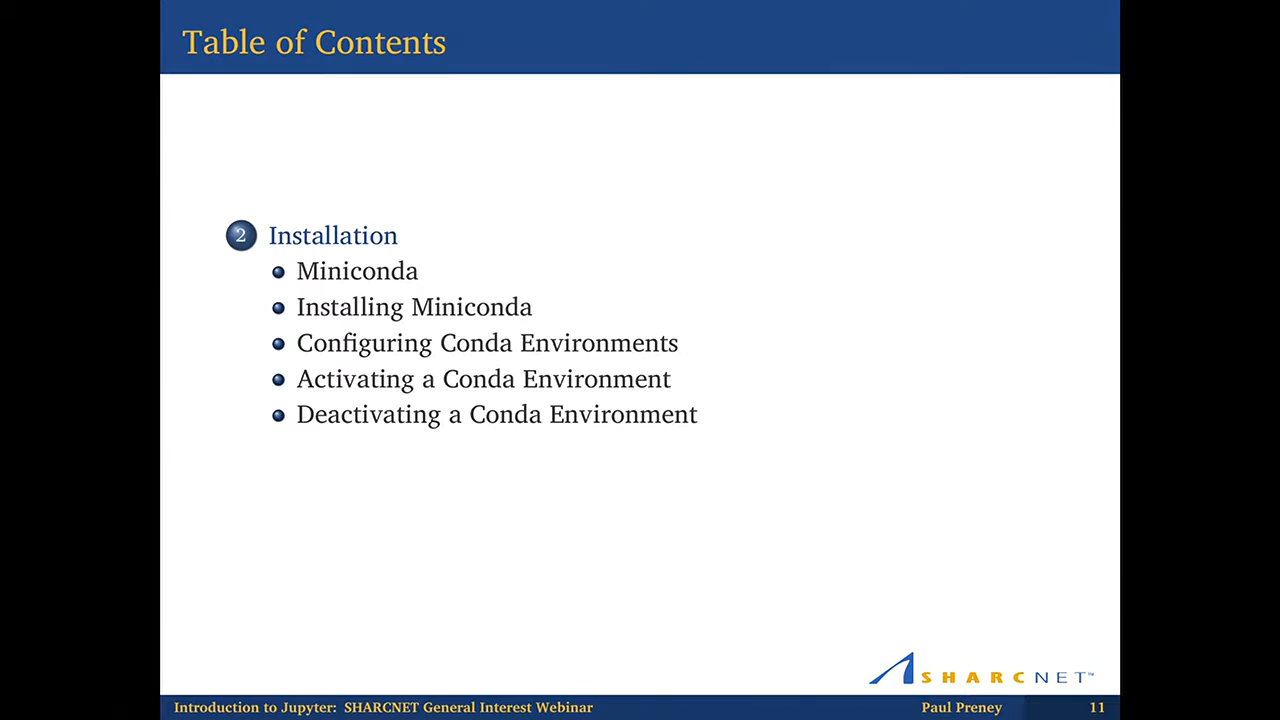 Table of Contents
2 Installation
Miniconda
Installing Miniconda
Configuring Conda Environments
Activating a Conda Environment
Deactivating a Conda Environment
SHARCNET™
Introduction to Jupyter: SHARCNET General Interest Webinar Paul Preney 11